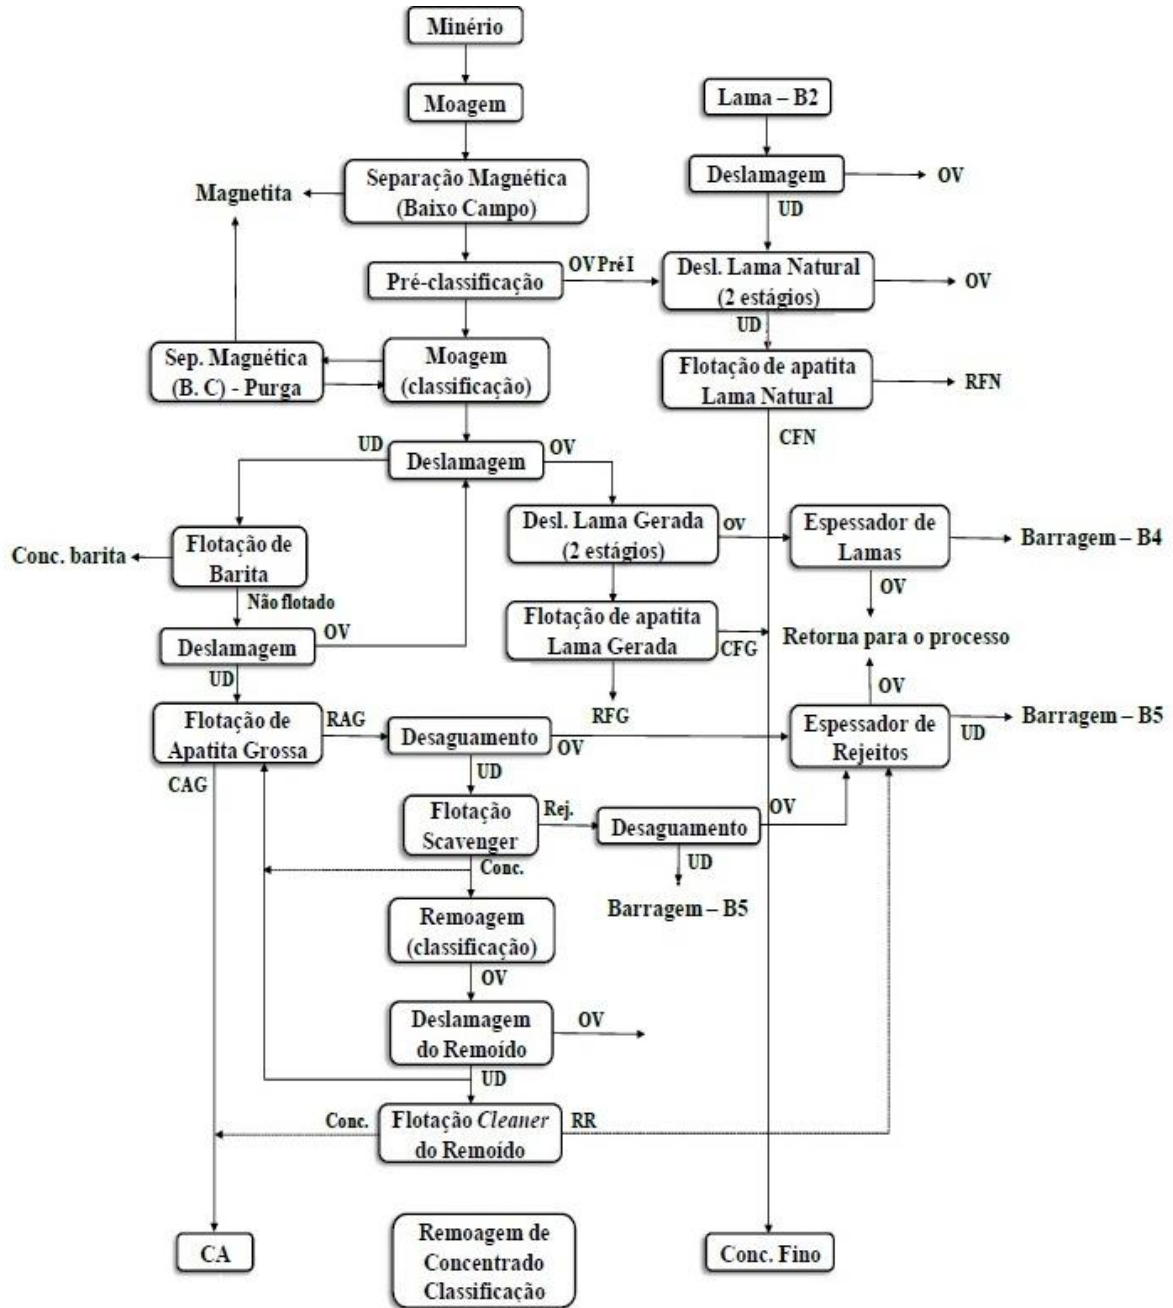 Minério
Moagem
Lama – B2
Separação Magnética
(Baixo Campo)
Magnetita
Deslamagem
OV
UD
Pré-classificação
OV Pré I
Desl. Lama Natural
(2 estágios)
OV
UD
Sep. Magnética
(B. C) - Purga
Moagem
(classificação)
Flotação de apatita
Lama Natural
RFN
CFN
UD
Deslamagem
OV
Desl. Lama Gerada
(2 estágios)
OV
Espessador de
Lamas
Barragem – B4
OV
Conc. barita
Flotação de
Barita
Não flotado
Flotação de apatita
Lama Gerada
CFG
Retorna para o processo
Deslamagem
OV
UD
RFG
OV
Flotação de
Apatita Grossa
RAG
CAG
Desaguamento
OV
UD
Espessador de
Rejeitos
Barragem – B5
UD
Flotação
Scavenger
Rej.
Desaguamento
OV
UD
Conc.
Barragem – B5
Remoagem
(classificação)
OV
Deslamagem
do Remoído
OV
UD
Conc.
Flotação Cleaner
do Remoído
RR
CA
Remoagem de
Concentrado
Classificação
Conc. Fino